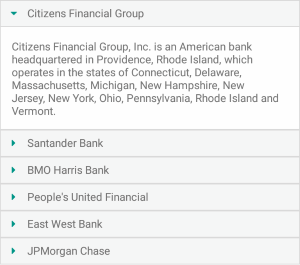 Citizens Financial Group
Citizens Financial Group, Inc. is an American bank
headquartered in Providence, Rhode Island, which
operates in the states of Connecticut, Delaware,
Massachusetts, Michigan, New Hampshire, New
Jersey, New York, Ohio, Pennsylvania, Rhode Island and
Vermont.
Santander Bank
BMO Harris Bank
People's United Financial
East West Bank
JPMorgan Chase